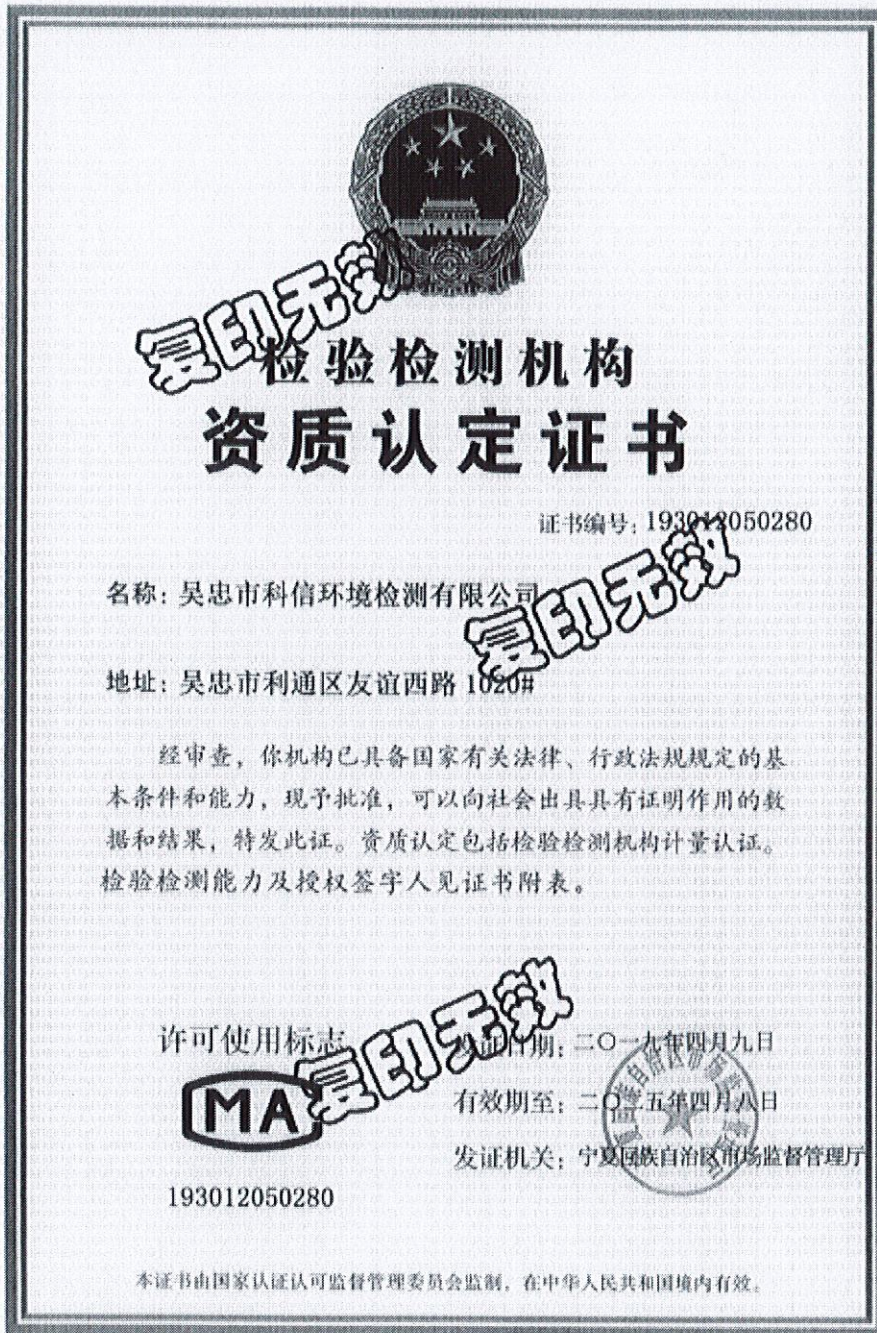 复印无效
检验检测机构
资质认定证书
证书编号：193012050280
名称：吴忠市科信环境检测有限公司
复印无效
地址：吴忠市利通区友谊西路 1020#
经审查，你机构已具备国家有关法律、行政法规规定的基
本条件和能力，现予批准，可以向社会出具具有证明作用的数
据和结果，特发此证。资质认定包括检验检测机构计量认证。
检验检测能力及授权签字人见证书附表。
复印无效
许可使用标志
发证日期：二〇一九年四月九日
MA
有效期至：二〇二五年四月八日
发证机关：宁夏回族自治区市场监督管理厅
193012050280
本证书由国家认证认可监督管理委员会监制，在中华人民共和国境内有效。